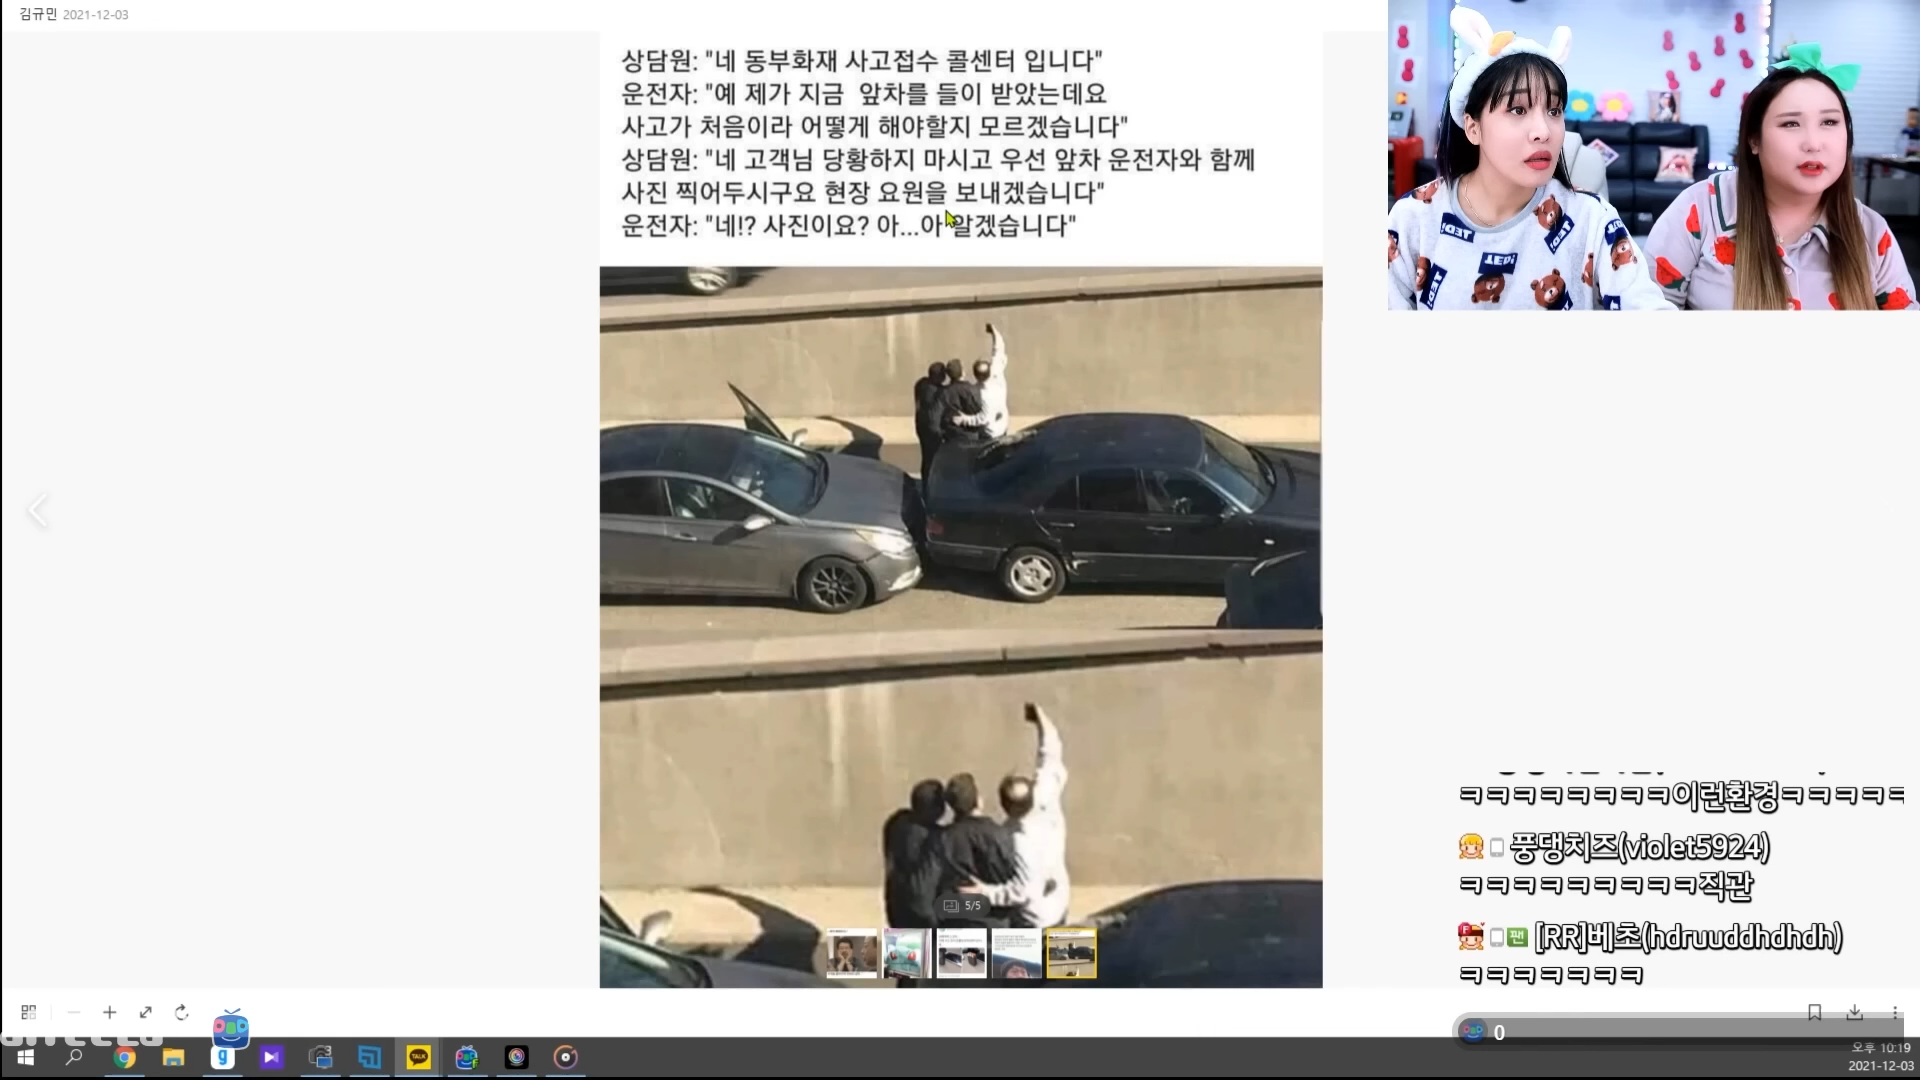 김규민 2021-12-03
상담원: "네 동부화재 사고접수 콜센터 입니다"
운전자: "예 제가 지금 앞차를 들이 받았는데요
사고가 처음이라 어떻게 해야할지 모르겠습니다"
상담원: "네 고객님 당황하지 마시고 우선 앞차 운전자와 함께
사진 찍어두시구요 현장 요원을 보내겠습니다"
운전자: "네!? 사진이요? 아...아 알겠습니다"
TEDI
TEDI
TEDI
5/5
ㅋㅋㅋㅋㅋㅋㅋㅋ이런환경ㅋㅋㅋㅋㅋ
풍댕치즈(violet5924)
ㅋㅋㅋㅋㅋㅋㅋㅋㅋ직관
팬 [RR]베초(hdruuddhdhdh)
ㅋㅋㅋㅋㅋㅋㅋ
0
TALK
오후 10:19
2021-12-03